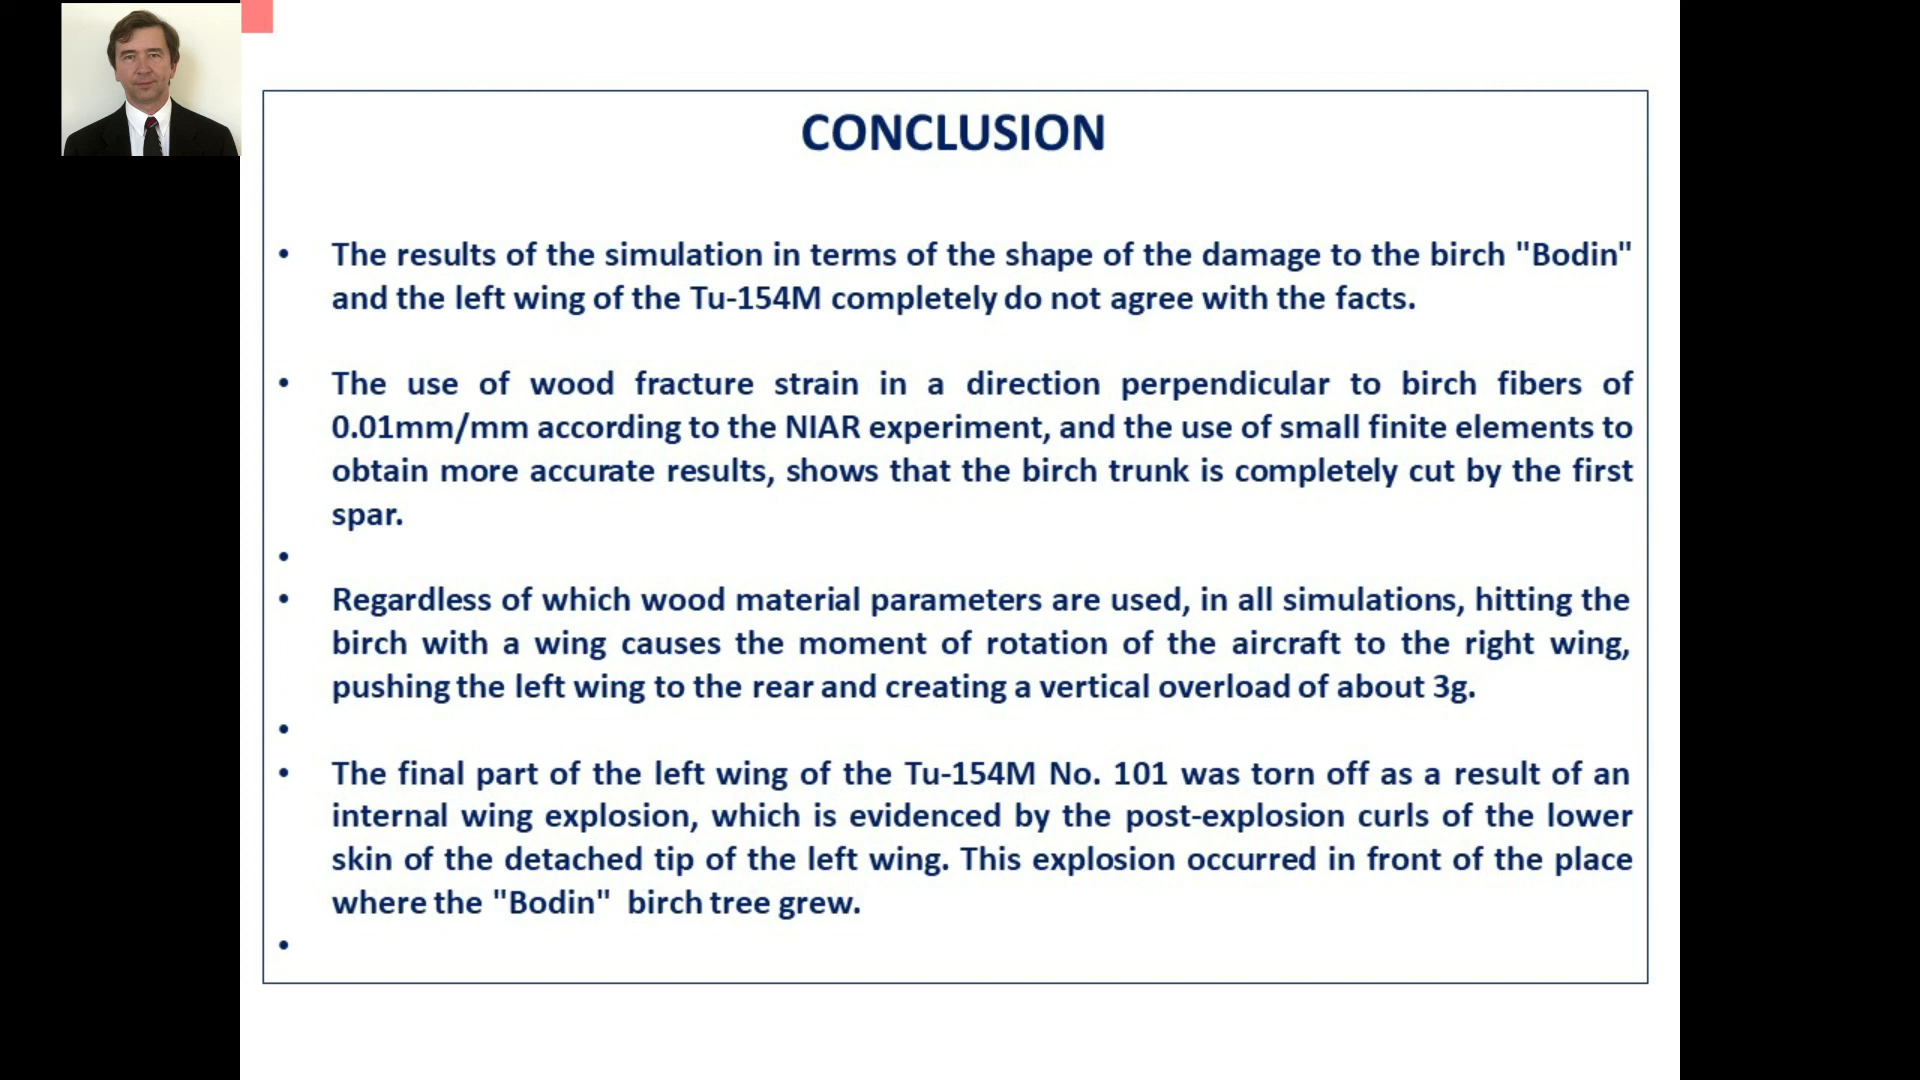 CONCLUSION
• The results of the simulation in terms of the shape of the damage to the birch "Bodin"
and the left wing of the Tu-154M completely do not agree with the facts.
• The use of wood fracture strain in a direction perpendicular to birch fibers of
0.01mm/mm according to the NIAR experiment, and the use of small finite elements to
obtain more accurate results, shows that the birch trunk is completely cut by the first
spar.
•
• Regardless of which wood material parameters are used, in all simulations, hitting the
birch with a wing causes the moment of rotation of the aircraft to the right wing,
pushing the left wing to the rear and creating a vertical overload of about 3g.
•
• The final part of the left wing of the Tu-154M No. 101 was torn off as a result of an
internal wing explosion, which is evidenced by the post-explosion curls of the lower
skin of the detached tip of the left wing. This explosion occurred in front of the place
where the "Bodin" birch tree grew.
•